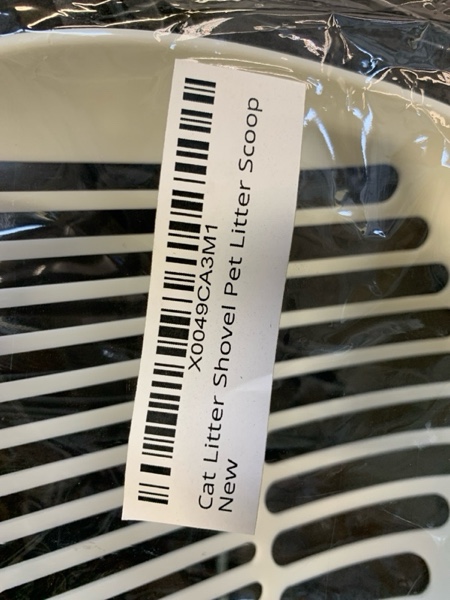 X0049CA3M1
Cat Litter Shovel Pet Litter Scoop
New